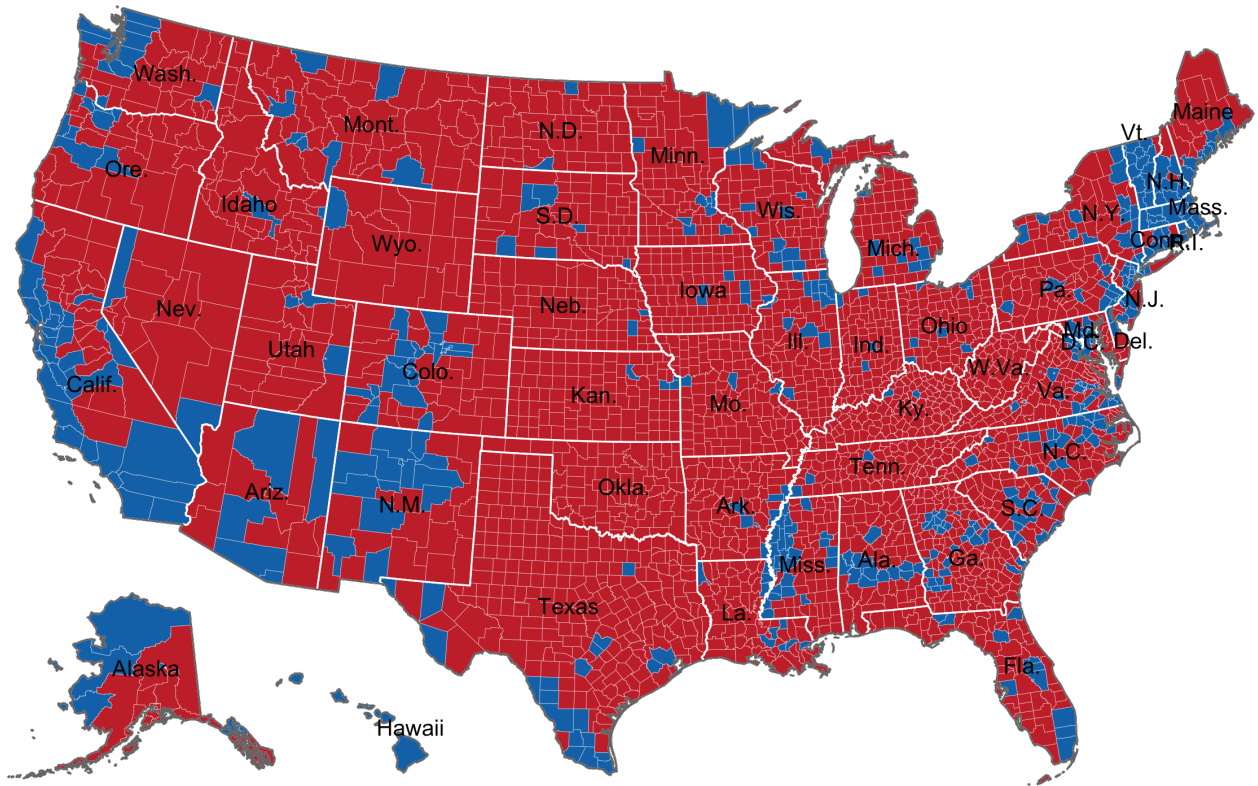 Wash.
Mont.
N.D.
Minn.
Maine
Vt.
Ore.
Idaho
S.D.
Wis.
N.H.
N.Y.
Mass.
Wyo.
Mich.
Conn.
R.I.
Nev.
Neb.
Iowa
Pa.
N.J.
Utah
Colo.
Ill.
Ind.
Ohio
Md.
D.C.
Del.
Calif.
Kan.
Mo.
Ky.
W.Va.
Va.
Ariz.
N.M.
Okla.
Ark.
Tenn.
N.C.
S.C.
Texas
La.
Miss.
Ala.
Ga.
Fla.
Alaska
Hawaii